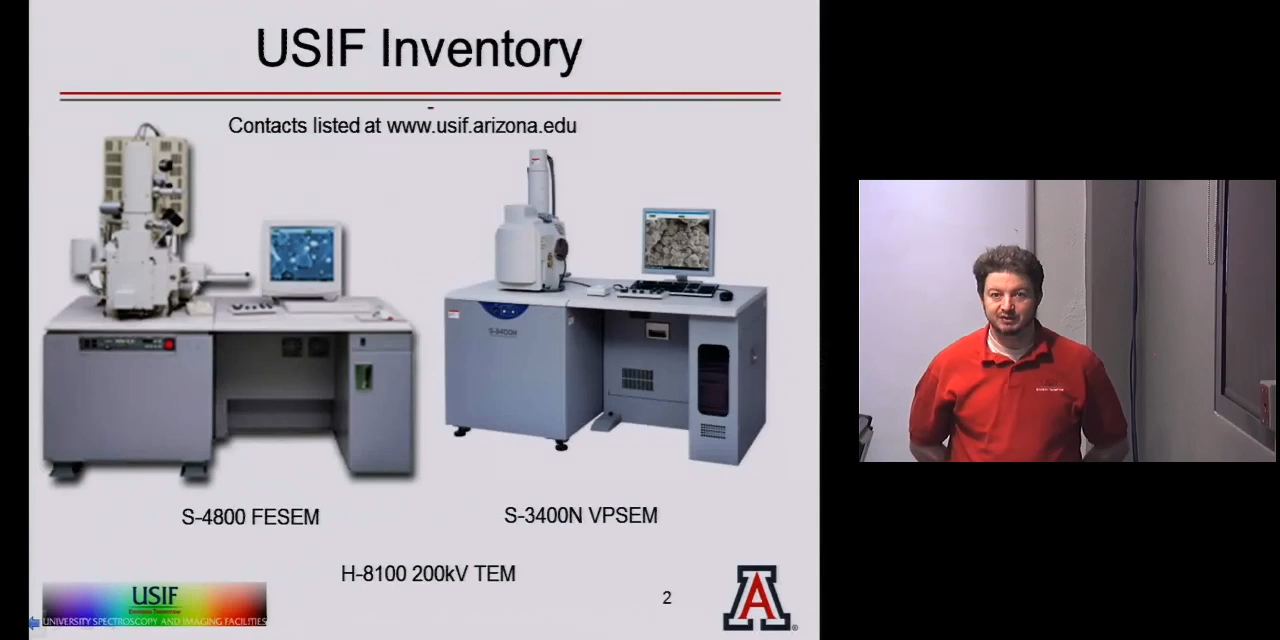 USIF Inventory
Contacts listed at www.usif.arizona.edu
S-3400N
S-4800 FESEM
S-3400N VPSEM
H-8100 200kV TEM
USIF
UNIVERSITY SPECTROSCOPY AND IMAGING FACILITIES
2
A